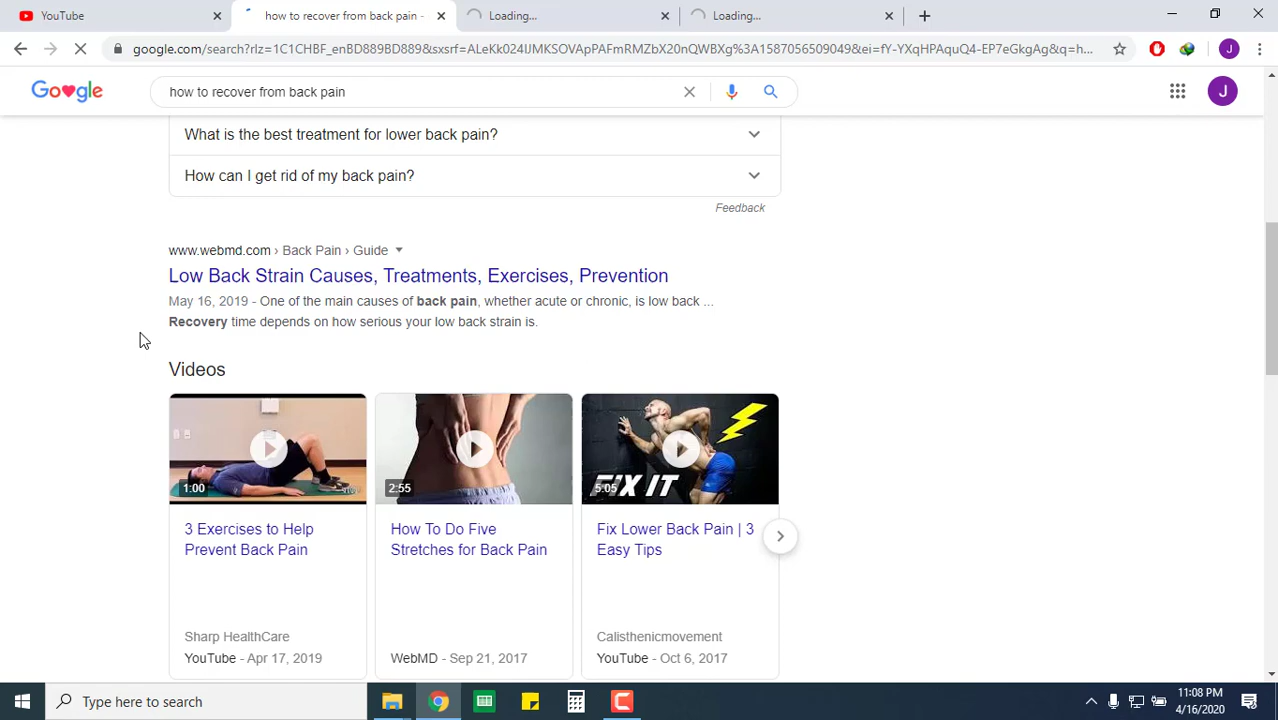 YouTube
how to recover from back pain -
Loading...
Loading...
google.com/search?rlz=1C1CHBF_enBD889BD889&sxsrf=ALeKk024IJMKSOVApPAFmRMZbX20nQWBXg%3A1587056509049&ei=fY-YXqHPAquQ4-EP7eGkgAg&q=h...
J
Google
how to recover from back pain
J
What is the best treatment for lower back pain?
How can I get rid of my back pain?
Feedback
www.webmd.com › Back Pain › Guide
Low Back Strain Causes, Treatments, Exercises, Prevention
May 16, 2019 - One of the main causes of back pain, whether acute or chronic, is low back ...
Recovery time depends on how serious your low back strain is.
Videos
1:00
2:55
FIX IT
5:05
3 Exercises to Help
Prevent Back Pain
How To Do Five
Stretches for Back Pain
Fix Lower Back Pain | 3
Easy Tips
Sharp HealthCare
YouTube - Apr 17, 2019
WebMD - Sep 21, 2017
Calisthenicmovement
YouTube - Oct 6, 2017
Type here to search
11:08 PM
4/16/2020